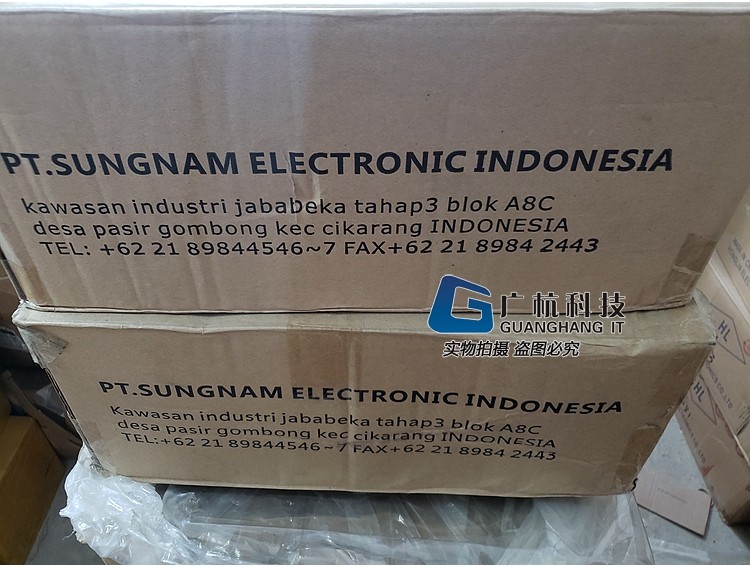 PT.SUNGNAM ELECTRONIC INDONESIA
kawasan industri jababeka tahap3 blok A8C
desa pasir gombong kec cikarang INDONESIA
TEL: +62 21 89844546~7 FAX+62 21 8984 2443
G 广杭科技
GUANGHANG IT
实物拍摄 盗图必究
PT.SUNGNAM ELECTRONIC INDONESIA
Kawasan industri jababeka tahap3 blok A8C
desa pasir gombong kec cikarang INDONESIA
TEL:+62 21 89844546~7 FAX+62 21 8984 2443
HL
HL